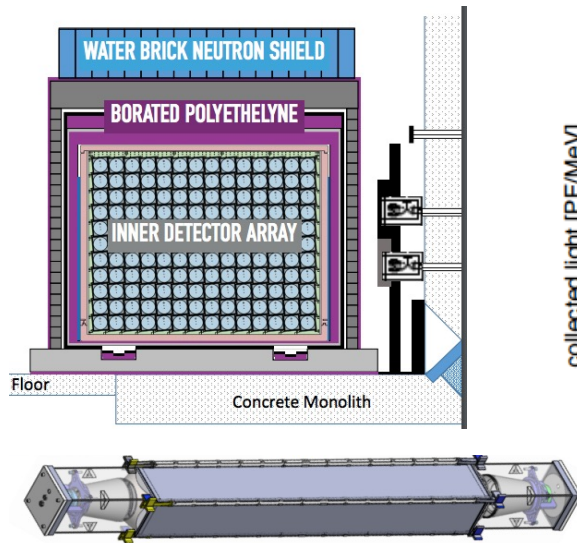 WATER BRICK NEUTRON SHIELD
BORATED POLYETHELYNE
INNER DETECTOR ARRAY
Floor
Concrete Monolith
collected light [PE/MeV]